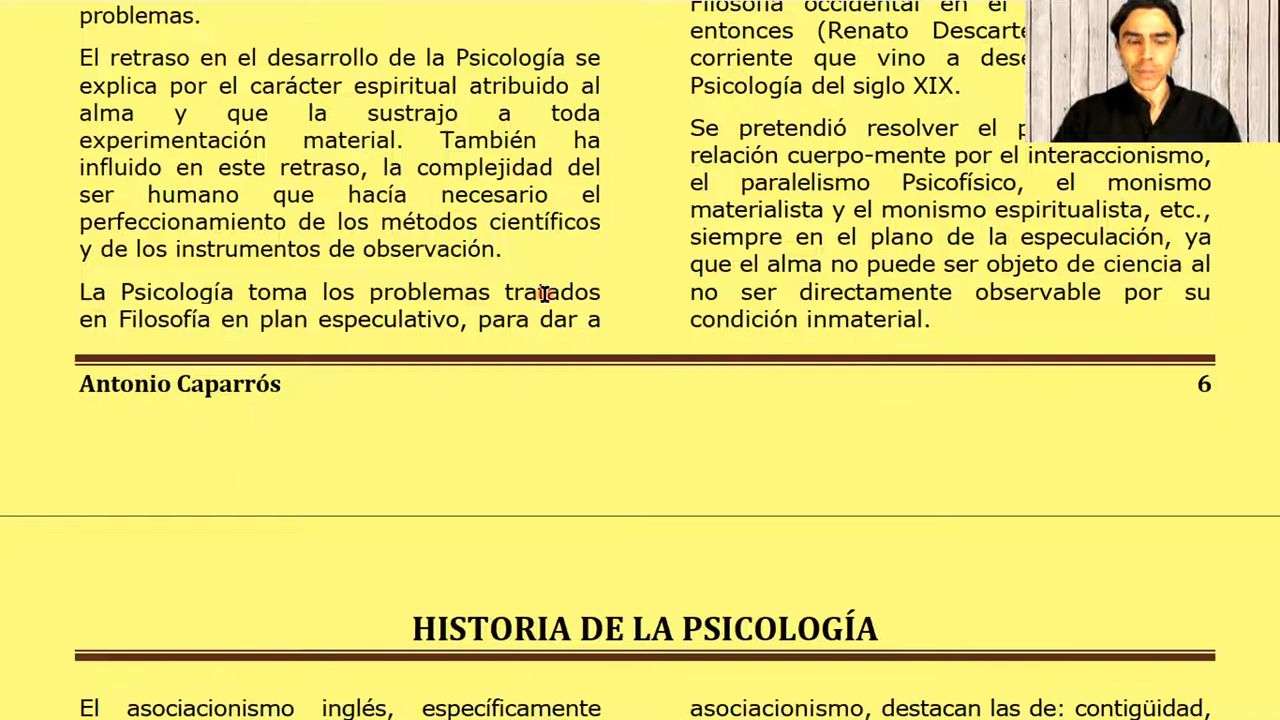 problemas.
El retraso en el desarrollo de la Psicología se
explica por el carácter espiritual atribuido al
alma y que la sustrajo a toda
experimentación material. También ha
influido en este retraso, la complejidad del
ser humano que hacía necesario el
perfeccionamiento de los métodos científicos
y de los instrumentos de observación.
La Psicología toma los problemas tratados
en Filosofía en plan especulativo, para dar a
Filosofía occidental en el
entonces (Renato
corriente que vino a
Psicología del siglo XIX.
Se pretendió resolver el
relación cuerpo-mente por el interaccionismo,
el paralelismo Psicofísico, el monismo
materialista y el monismo espiritualista, etc.,
siempre en el plano de la especulación, ya
que el alma no puede ser objeto de ciencia al
no ser directamente observable por su
condición inmaterial.
Antonio Caparrós 6
HISTORIA DE LA PSICOLOGÍA
El asociacionismo inglés, específicamente
asociacionismo, destacan las de: contigüidad,